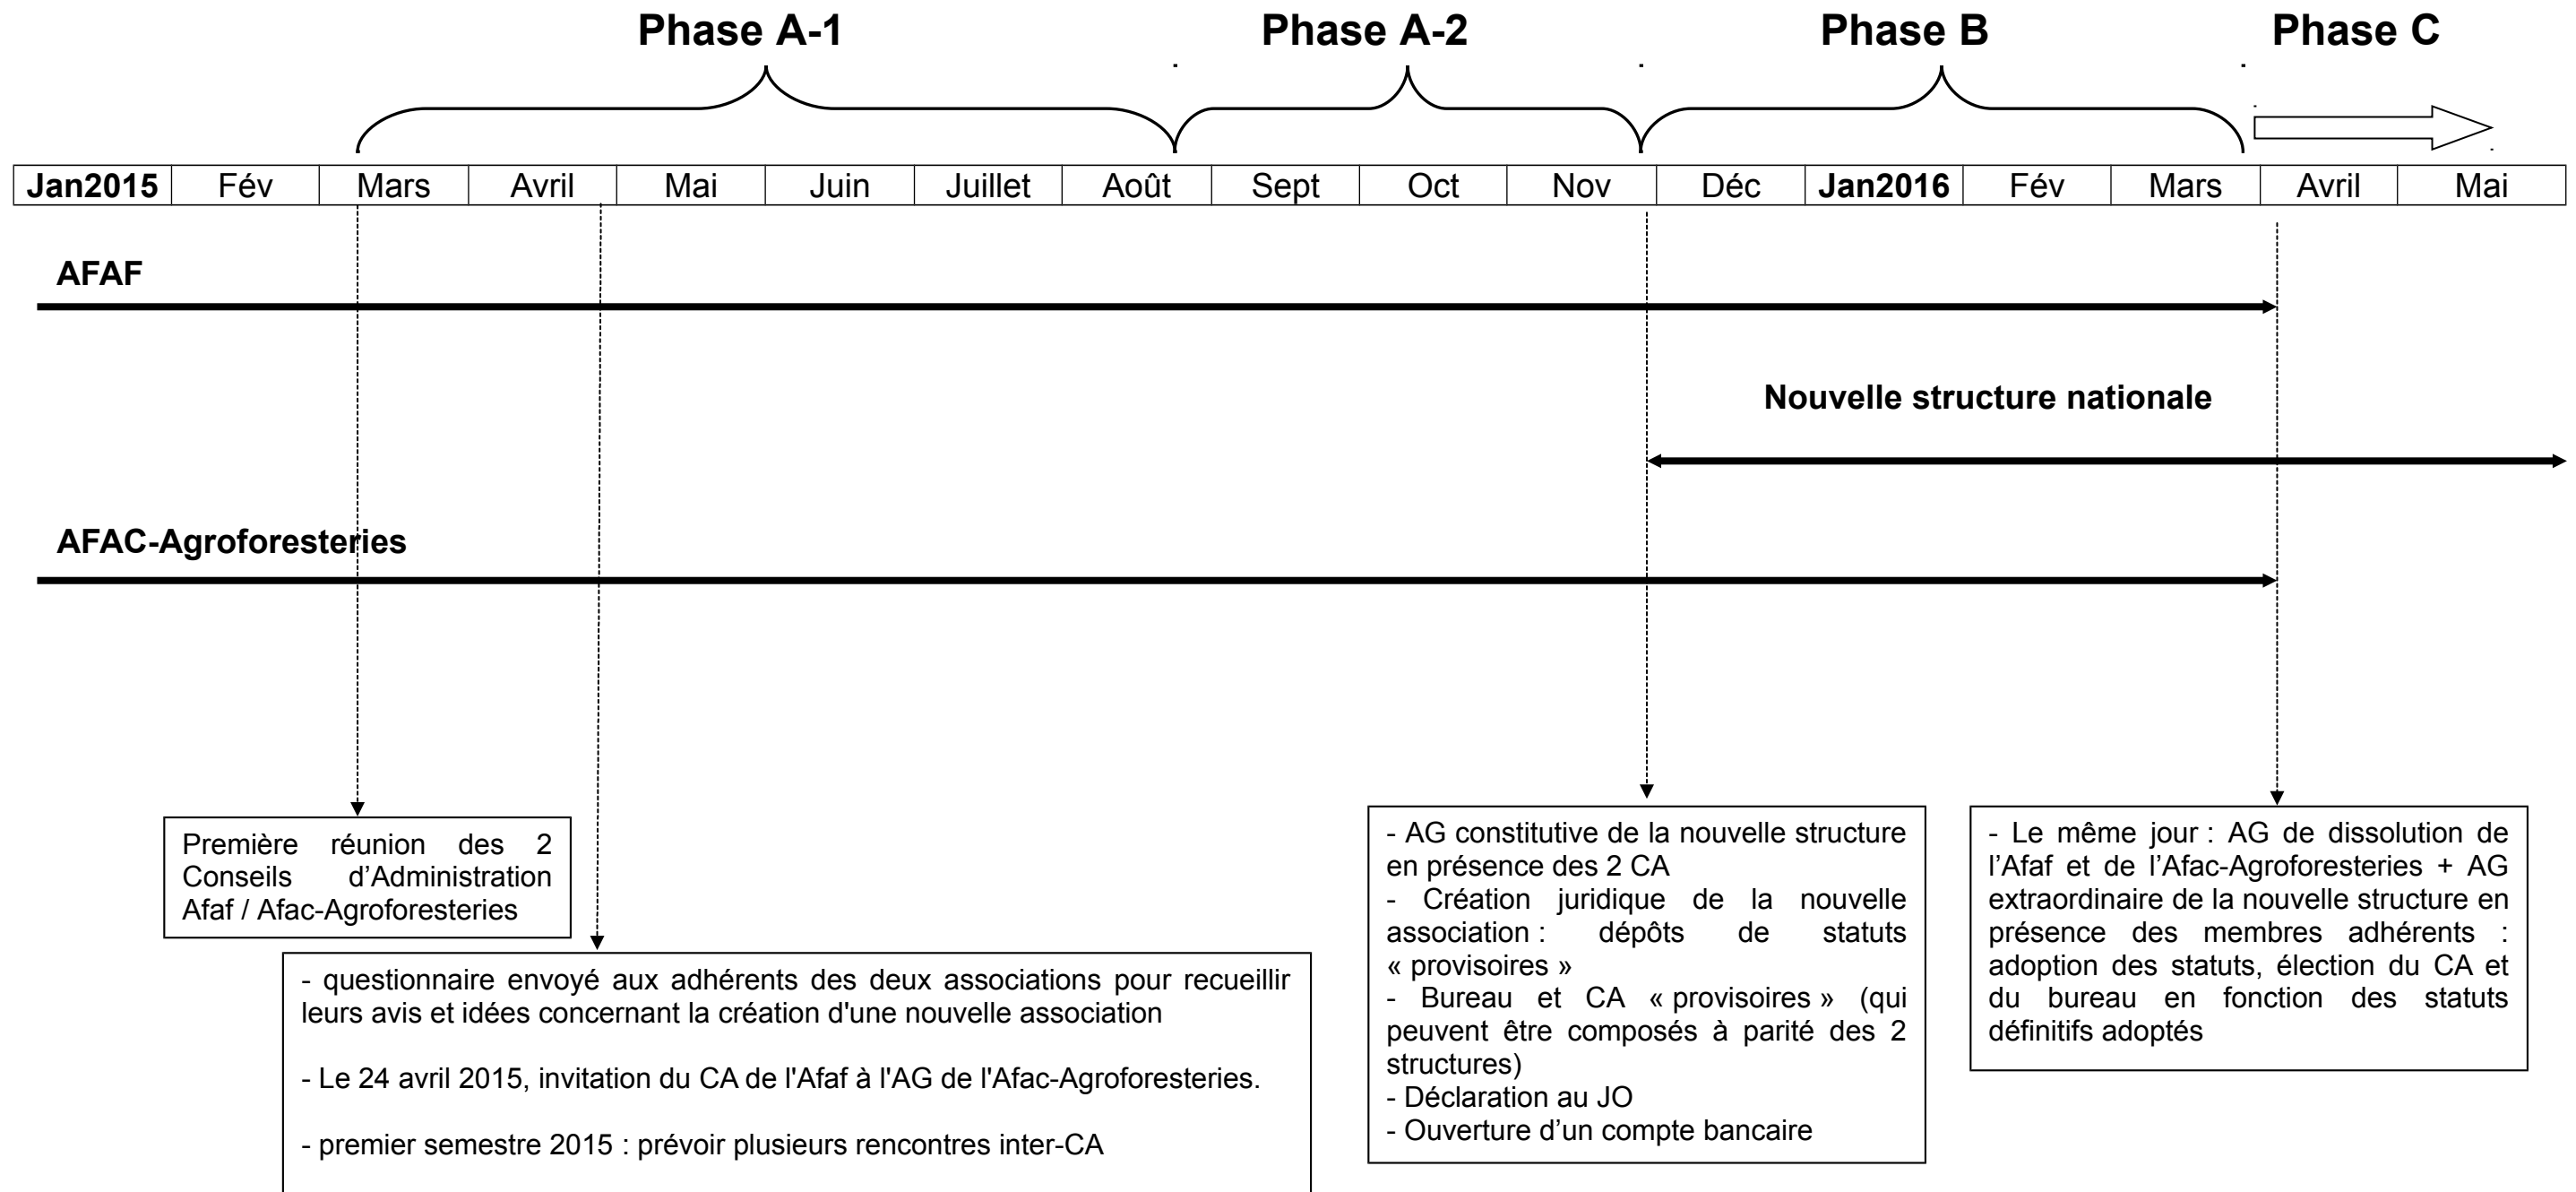 Phase A-1 Phase A-2 Phase B Phase C
Jan2015 Fév Mars Avril Mai Juin Juillet Août Sept Oct Nov Déc Jan2016 Fév Mars Avril Mai
AFAF
Nouvelle structure nationale
AFAC-Agroforesteries
Première réunion des 2
Conseils d’Administration
Afaf / Afac-Agroforesteries
- questionnaire envoyé aux adhérents des deux associations pour recueillir
leurs avis et idées concernant la création d'une nouvelle association
- Le 24 avril 2015, invitation du CA de l'Afaf à l'AG de l'Afac-Agroforesteries.
- premier semestre 2015 : prévoir plusieurs rencontres inter-CA
- AG constitutive de la nouvelle structure
en présence des 2 CA
- Création juridique de la nouvelle
association : dépôts de statuts
« provisoires »
- Bureau et CA « provisoires » (qui
peuvent être composés à parité des 2
structures)
- Déclaration au JO
- Ouverture d’un compte bancaire
- Le même jour : AG de dissolution de
l’Afaf et de l’Afac-Agroforesteries + AG
extraordinaire de la nouvelle structure en
présence des membres adhérents :
adoption des statuts, élection du CA et
du bureau en fonction des statuts
définitifs adoptés